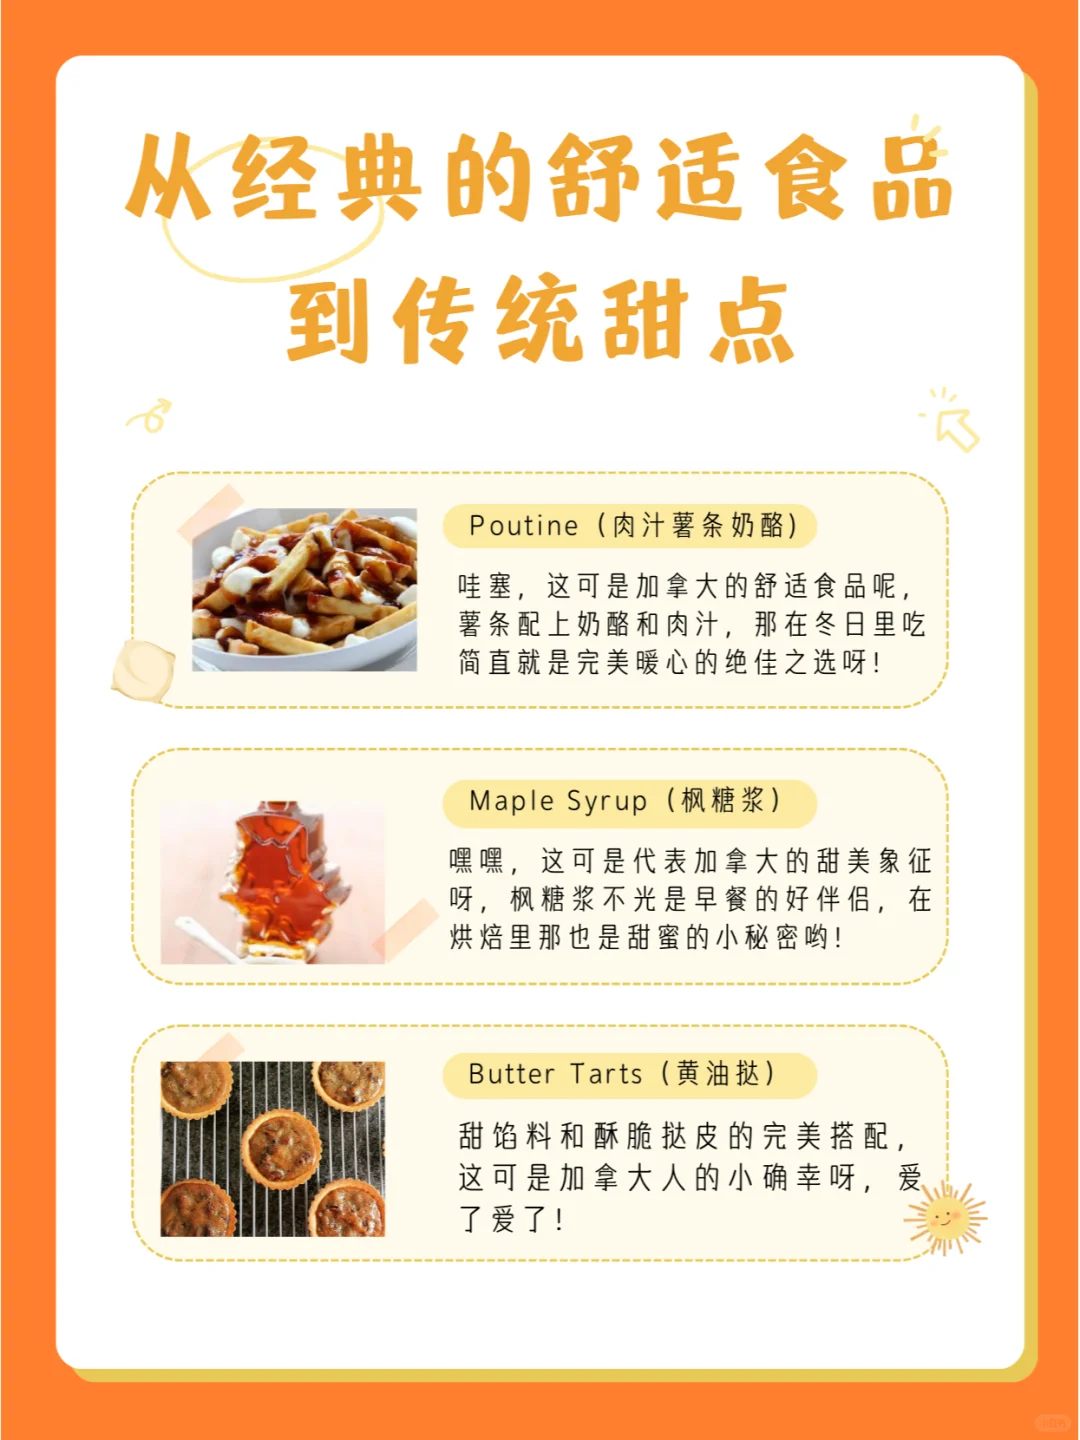 从经典的舒适食品
到传统甜点
Poutine（肉汁薯条奶酪）
哇塞，这可是加拿大的舒适食品呢，
薯条配上奶酪和肉汁，那在冬日里吃
简直就是完美暖心的绝佳之选呀！
Maple Syrup（枫糖浆）
嘿嘿，这可是代表加拿大的甜美象征
呀，枫糖浆不光是早餐的好伴侣，在
烘焙里那也是甜蜜的小秘密哟！
Butter Tarts（黄油挞）
甜馅料和酥脆挞皮的完美搭配，
这可是加拿大人的小确幸呀，爱
了爱了！